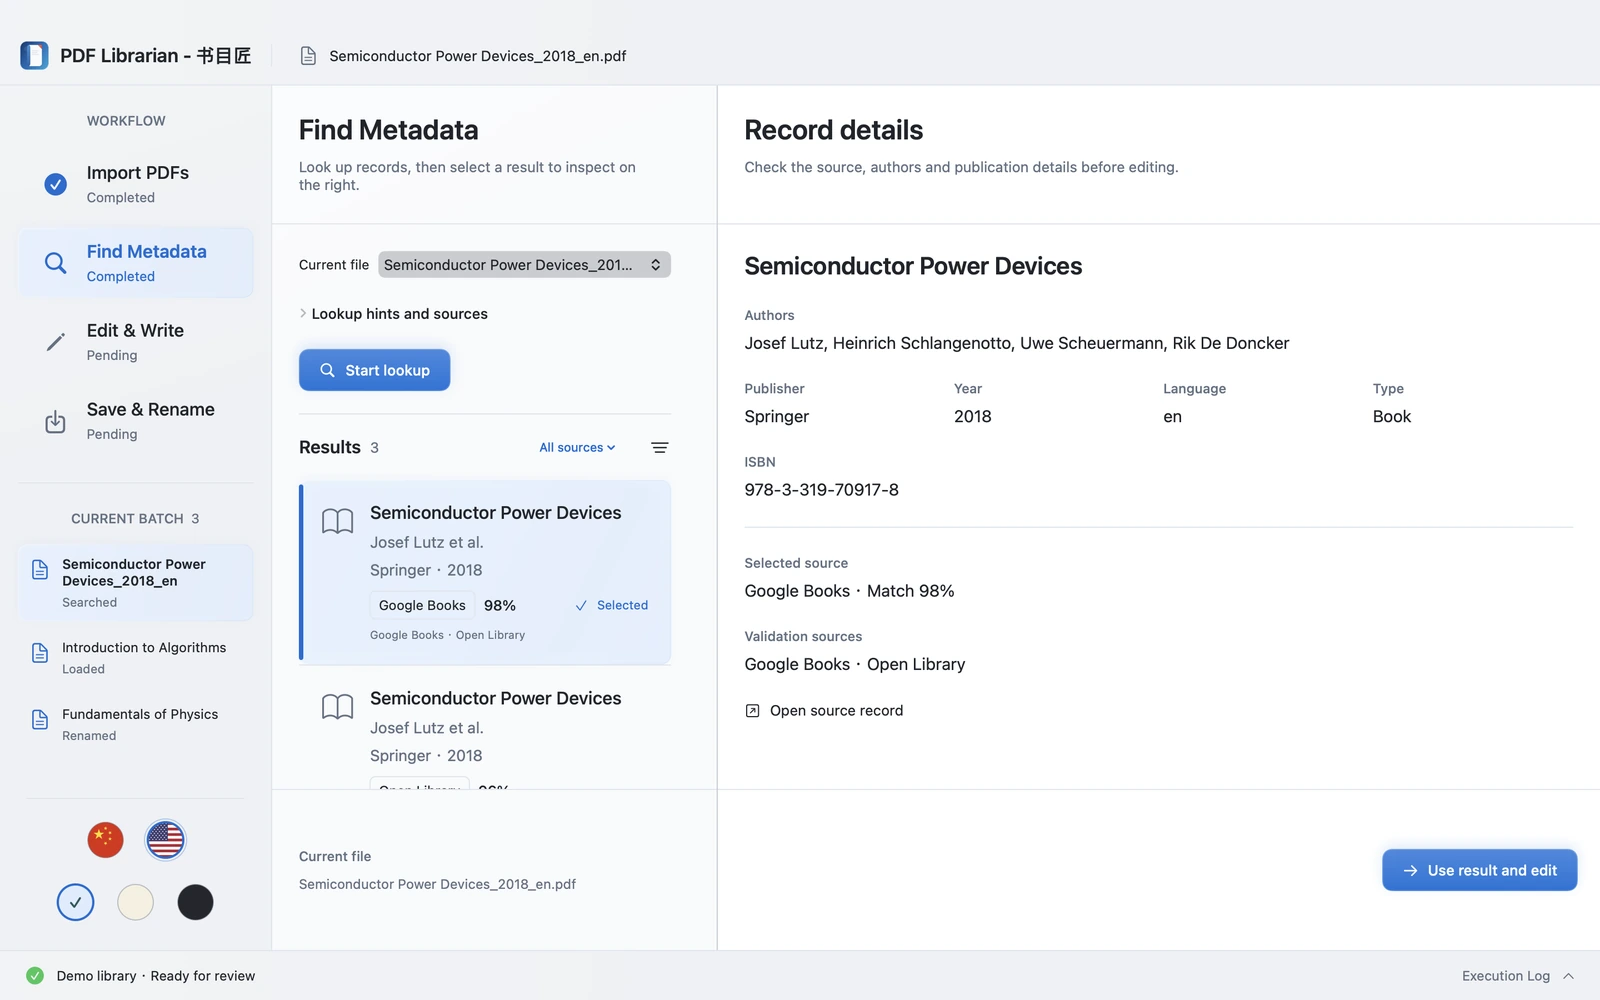 PDF Librarian - 书目匠
Semiconductor Power Devices_2018_en.pdf
WORKFLOW
Import PDFs
Completed
Find Metadata
Completed
Edit & Write
Pending
Save & Rename
Pending
CURRENT BATCH 3
Semiconductor Power
Devices_2018_en
Searched
Introduction to Algorithms
Loaded
Fundamentals of Physics
Renamed
Find Metadata
Look up records, then select a result to inspect on
the right.
Current file
Semiconductor Power Devices_201...
Lookup hints and sources
Start lookup
Results 3
All sources
Semiconductor Power Devices
Josef Lutz et al.
Springer · 2018
Google Books 98%
Selected
Google Books · Open Library
Semiconductor Power Devices
Josef Lutz et al.
Springer · 2018
Open Library 96%
Current file
Semiconductor Power Devices_2018_en.pdf
Record details
Check the source, authors and publication details before editing.
Semiconductor Power Devices
Authors
Josef Lutz, Heinrich Schlangenotto, Uwe Scheuermann, Rik De Doncker
Publisher Year Language Type
Springer 2018 en Book
ISBN
978-3-319-70917-8
Selected source
Google Books · Match 98%
Validation sources
Google Books · Open Library
Open source record
Use result and edit
Demo library · Ready for review
Execution Log